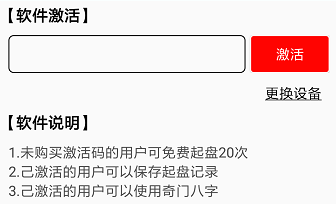 【软件激活】
激活
更换设备
【软件说明】
1.未购买激活码的用户可免费起盘20次
2.己激活的用户可以保存起盘记录
3.己激活的用户可以使用奇门八字